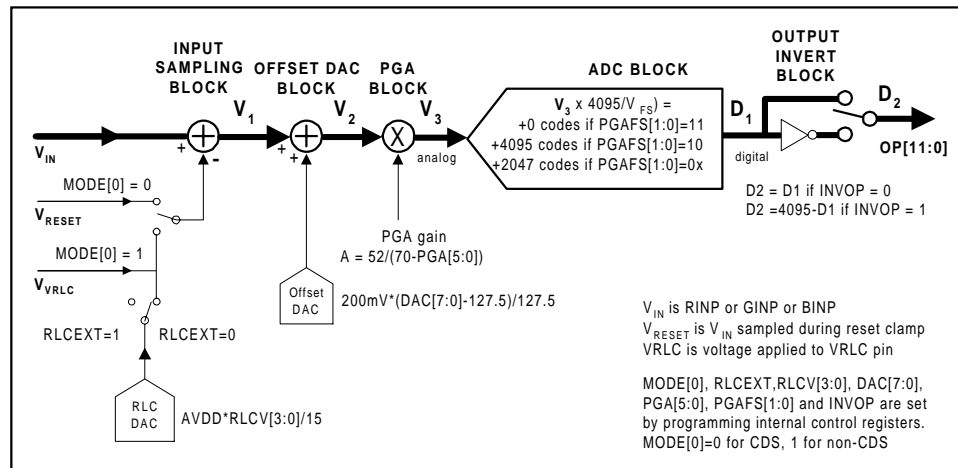 INPUT
SAMPLING
BLOCK
OFFSET DAC
BLOCK
PGA
BLOCK
ADC BLOCK
OUTPUT
INVERT
BLOCK
V1
V2
V3
D1
D2
V3 x 4095/VFS) =
+0 codes if PGAFS[1:0]=11
+4095 codes if PGAFS[1:0]=10
+2047 codes if PGAFS[1:0]=0x
+
+
X
VIN
+
-
+
+
analog
digital
OP[11:0]
MODE[0] = 0
VRESET
MODE[0] = 1
VVRLC
RLCEXT=1
RLCEXT=0
RLC
DAC
AVDD*RLCV[3:0]/15
Offset
DAC
200mV*(DAC[7:0]-127.5)/127.5
PGA gain
A = 52/(70-PGA[5:0])
D2 = D1 if INVOP = 0
D2 =4095-D1 if INVOP = 1
VIN is RINP or GINP or BINP
VRESET is VIN sampled during reset clamp
VRLC is voltage applied to VRLC pin
MODE[0], RLCEXT,RLCV[3:0], DAC[7:0],
PGA[5:0], PGAFS[1:0] and INVOP are set
by programming internal control registers.
MODE[0]=0 for CDS, 1 for non-CDS